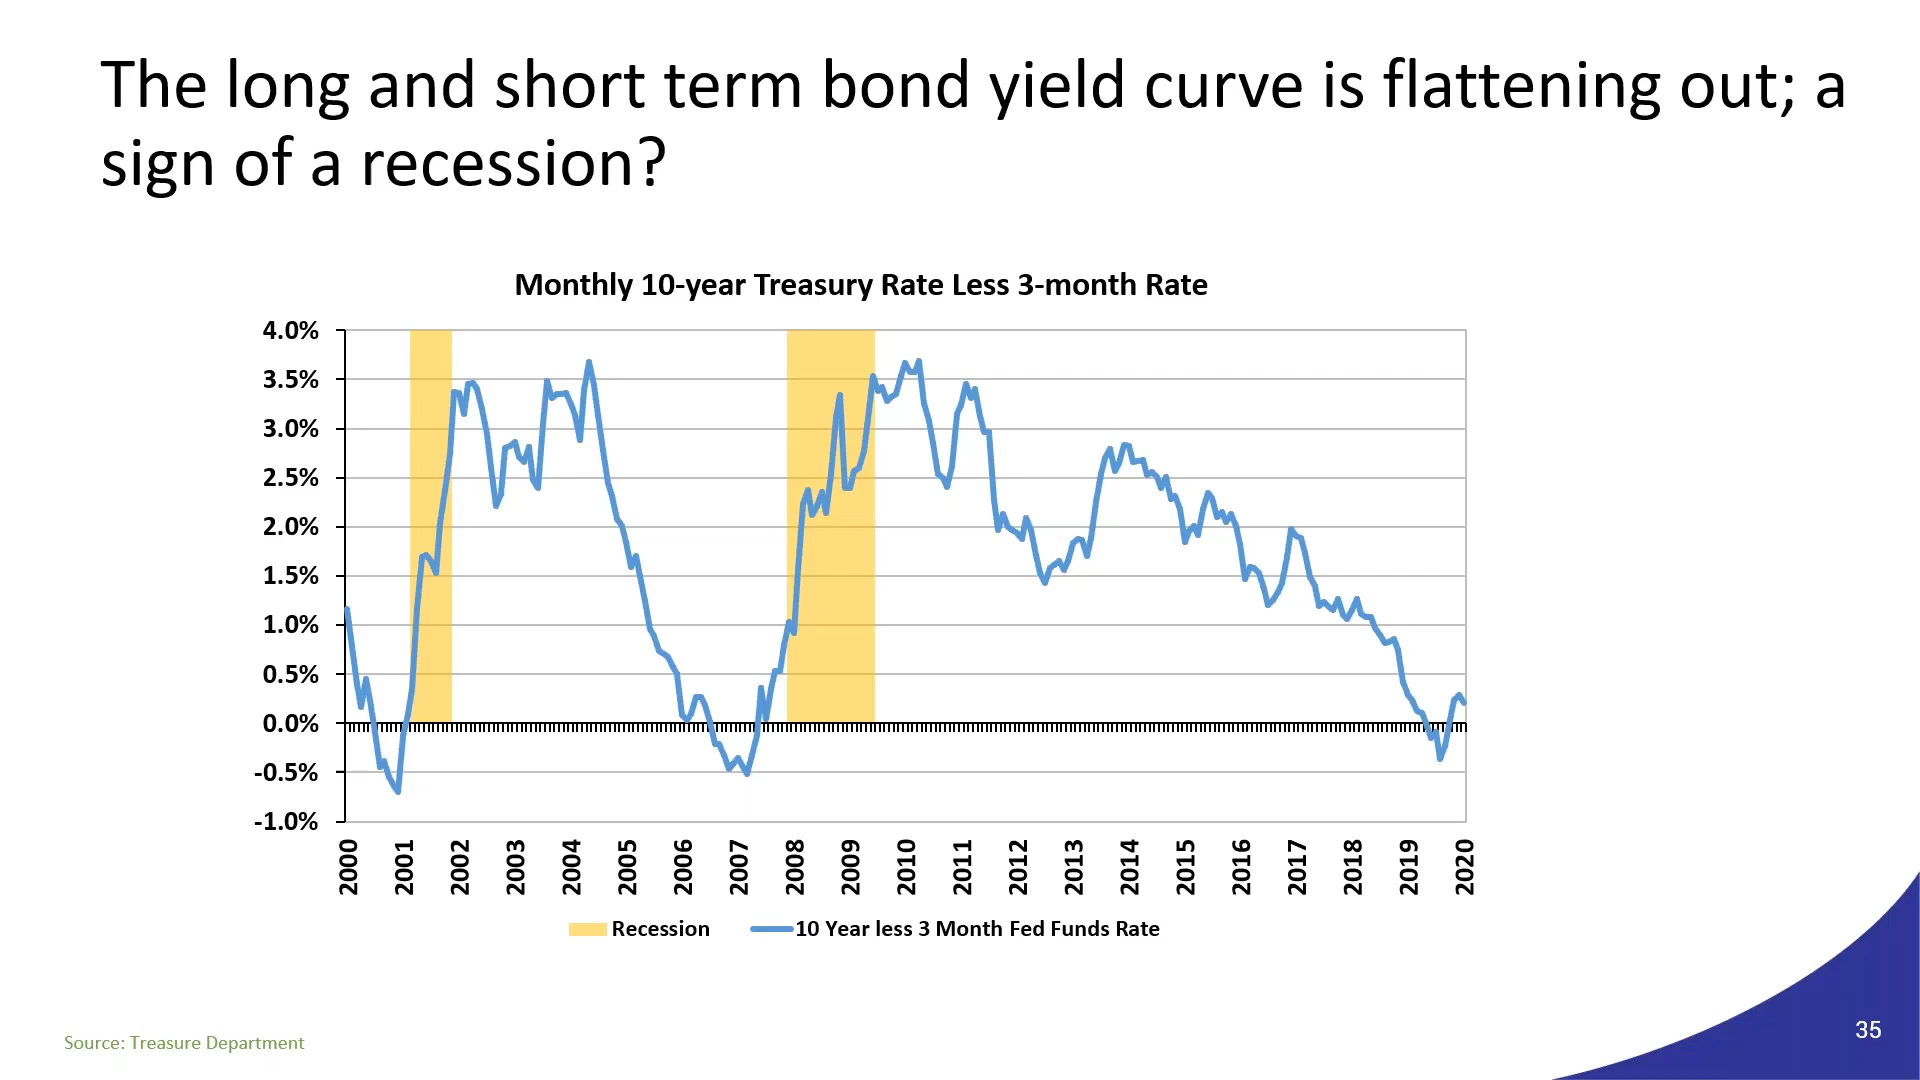 The long and short term bond yield curve is flattening out; a
sign of a recession?
Monthly 10-year Treasury Rate Less 3-month Rate
4.0%
3.5%
3.0%
2.5%
2.0%
1.5%
1.0%
0.5%
0.0%
-0.5%
-1.0%
2000 2001 2002 2003 2004 2005 2006 2007 2008 2009 2010 2011 2012 2013 2014 2015 2016 2017 2018 2019 2020
Recession 10 Year less 3 Month Fed Funds Rate
Source: Treasure Department
35